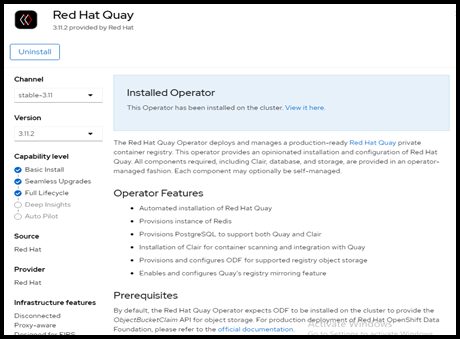 Red Hat Quay
3.11.2 provided by Red Hat
Uninstall
Channel
stable-3.11
Version
3.11.2
Capability level
Basic Install
Seamless Upgrades
Full Lifecycle
Deep Insights
Auto Pilot
Source
Red Hat
Provider
Red Hat
Infrastructure features
Disconnected
Proxy-aware
Designed for FIPS
Installed Operator
This Operator has been installed on the cluster. View it here.
The Red Hat Quay Operator deploys and manages a production-ready Red Hat Quay private
container registry. This operator provides an opinionated installation and configuration of Red Hat
Quay. All components required, including Clair, database, and storage, are provided in an operator-
managed fashion. Each component may optionally be self-managed.
Operator Features
• Automated installation of Red Hat Quay
• Provisions instance of Redis
• Provisions PostgreSQL to support both Quay and Clair
• Installation of Clair for container scanning and integration with Quay
• Provisions and configures ODF for supported registry object storage
• Enables and configures Quay's registry mirroring feature
Prerequisites
By default, the Red Hat Quay Operator expects ODF to be installed on the cluster to provide the
ObjectBucketClaim API for object storage. For production deployment of Red Hat OpenShift Data
Foundation, please refer to the official documentation.
Activate Windows
Go to Settings to activate Windows.